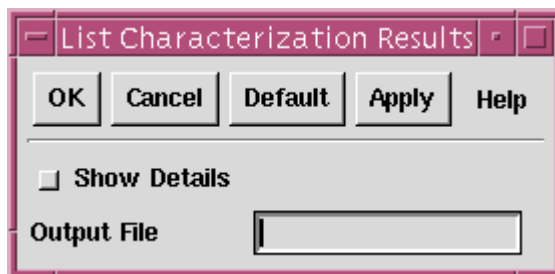 List Characterization Results
OK Cancel Default Apply Help
Show Details
Output File